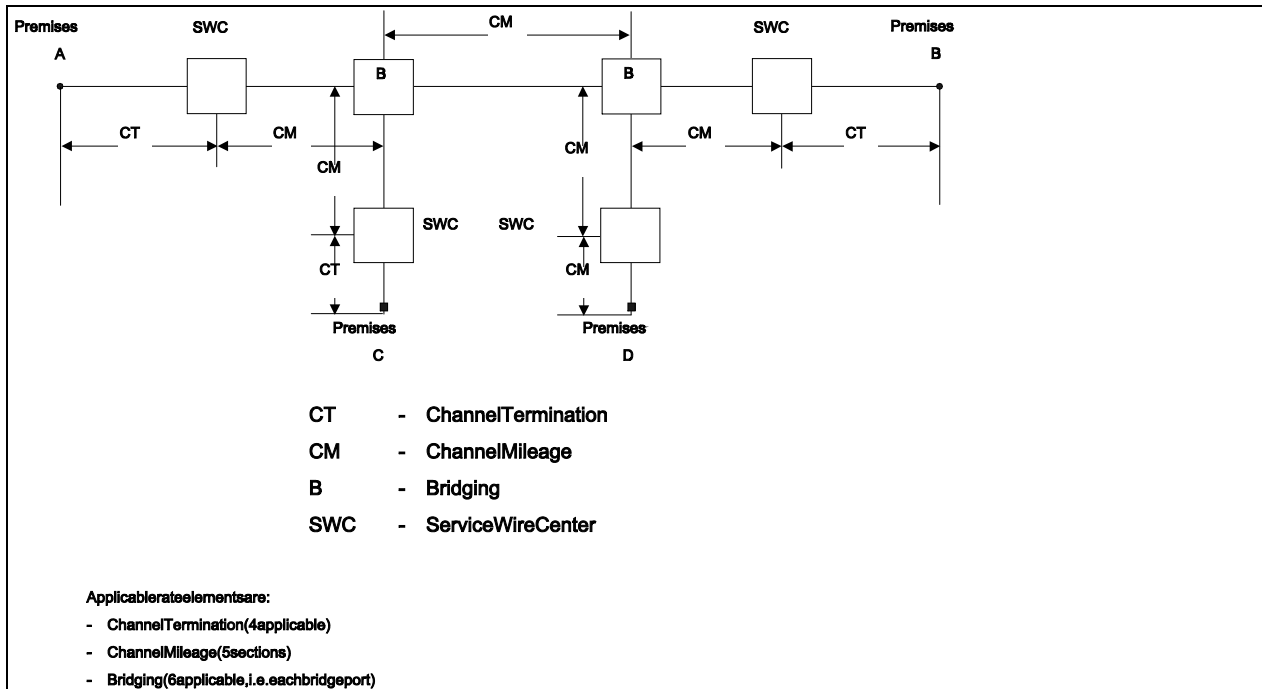 Premises
SWC
CM
SWC
Premises
A
B
B
B
CT
CM
CM
CM
CM
CT
SWC
SWC
CT
CM
Premises
Premises
C
D
CT - ChannelTermination
CM - ChannelMileage
B - Bridging
SWC - ServiceWireCenter
Applicablerateelementsare:
- ChannelTermination(4applicable)
- ChannelMileage(5sections)
- Bridging(6applicable,i.e.eachbridgeport)